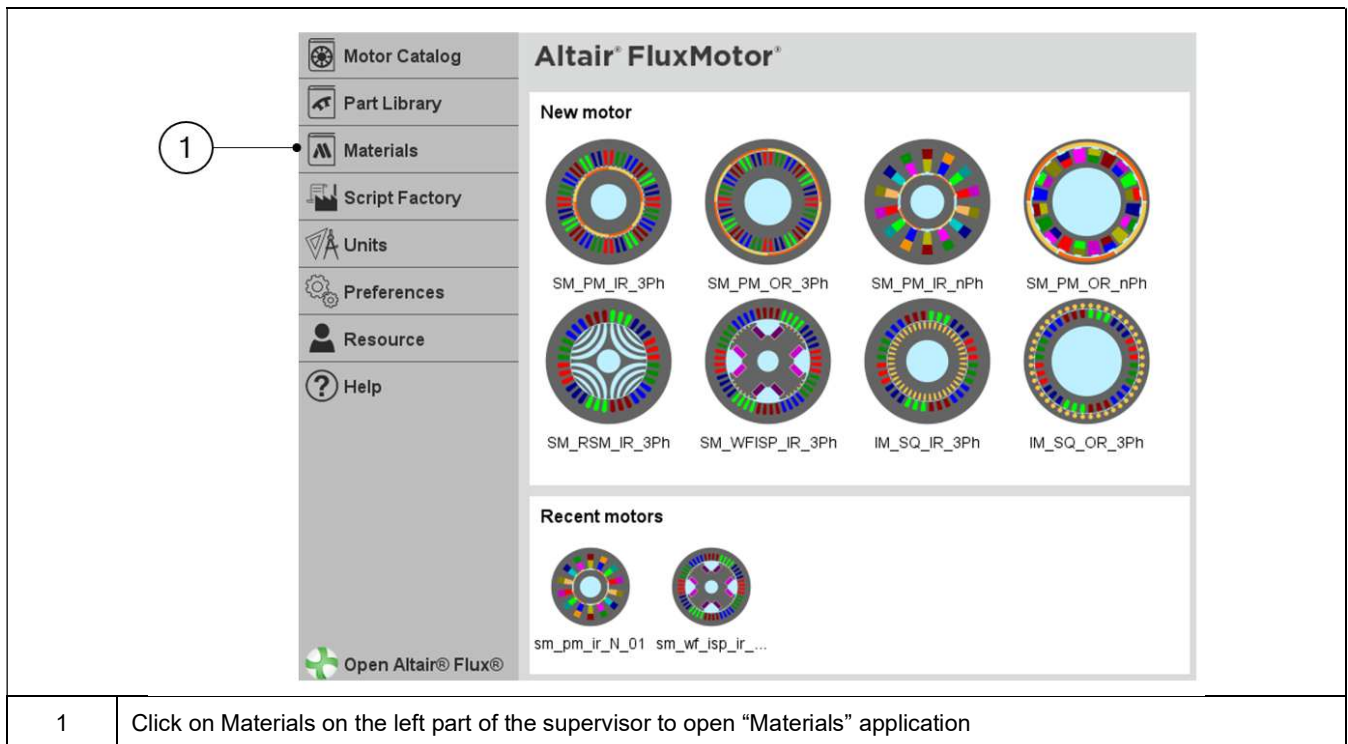 Motor Catalog
Part Library
Materials
Script Factory
Units
Preferences
Resource
Help
Open Altair® Flux®
1
Altair® FluxMotor®
New motor
SM_PM_IR_3Ph SM_PM_OR_3Ph SM_PM_IR_nPh SM_PM_OR_nPh
SM_RSM_IR_3Ph SM_WFISP_IR_3Ph IM_SQ_IR_3Ph IM_SQ_OR_3Ph
Recent motors
sm_pm_ir_N_01 sm_wf_isp_ir_...
1 Click on Materials on the left part of the supervisor to open “Materials” application